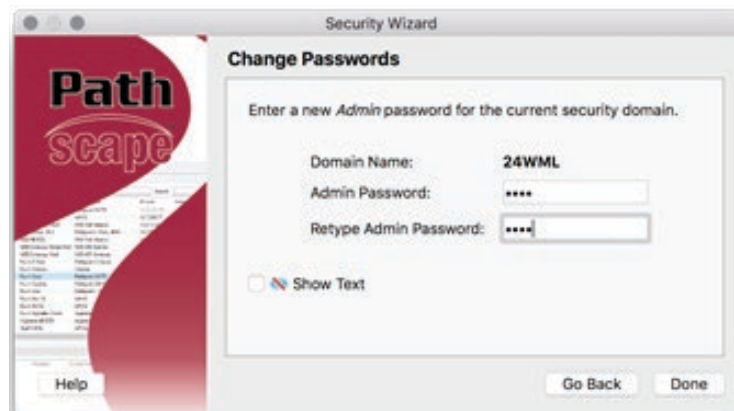 Security Wizard
Path
scape
Change Passwords
Enter a new Admin password for the current security domain.
Domain Name: 24WML
Admin Password: ••••
Retype Admin Password: ••••
Show Text
Help
Go Back
Done